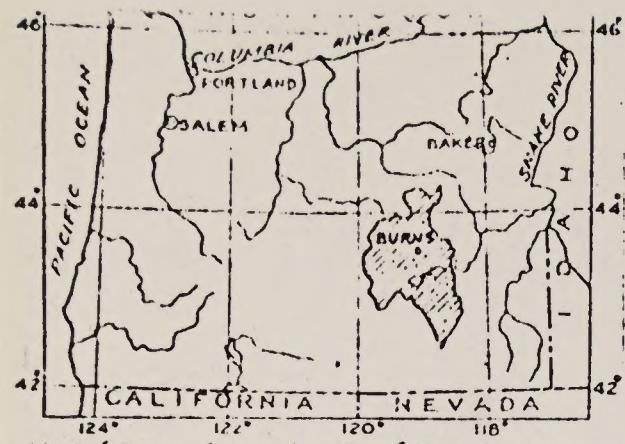 46°
46°
COLUMBIA RIVER
PORTLAND
SALEM
BAKER
SNAKE RIVER
IDAHO
PACIFIC OCEAN
44°
44°
BURNS
42°
42°
CALIFORNIA
NEVADA
124°
122°
120°
118°